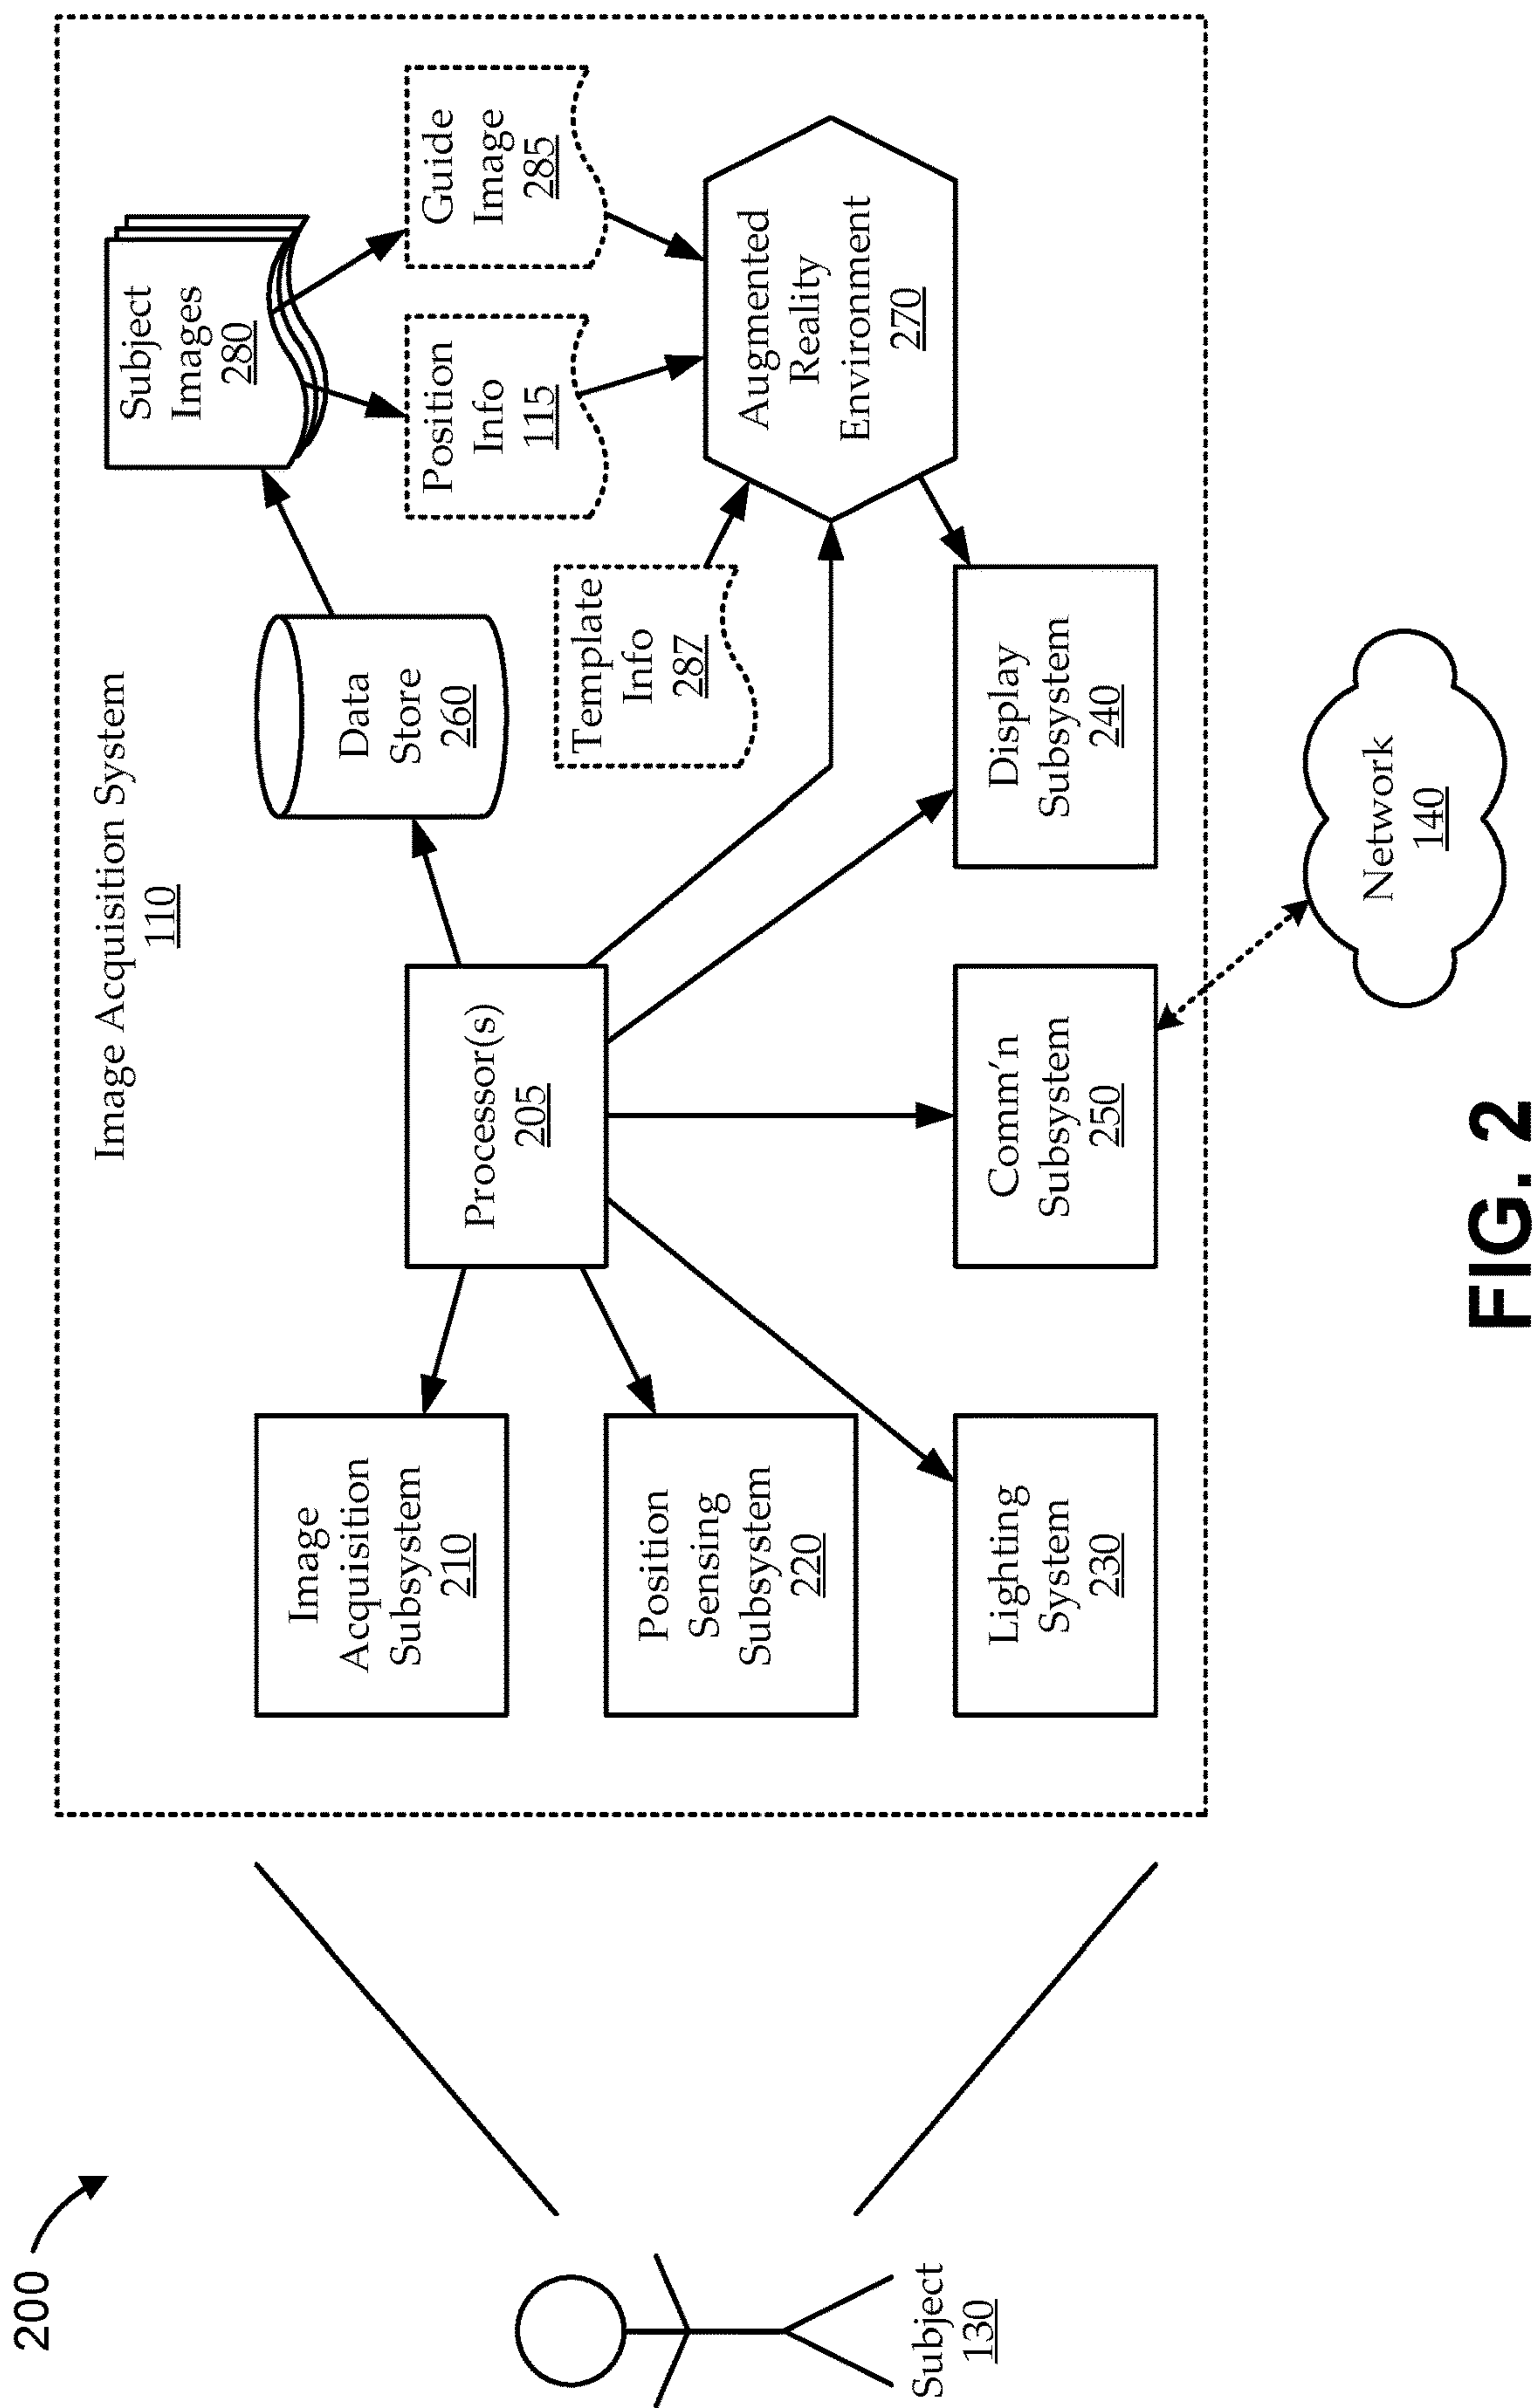 200
Image Acquisition System
110
Subject
Images
280
Data
Store
260
Image
Acquisition
Subsystem
210
Processor(s)
205
Position
Info
115
Guide
Image
285
Template
Info
287
Position
Sensing
Subsystem
220
Augmented
Reality
Environment
270
Lighting
System
230
Comm'n
Subsystem
250
Display
Subsystem
240
Subject
130
Network
140
FIG. 2